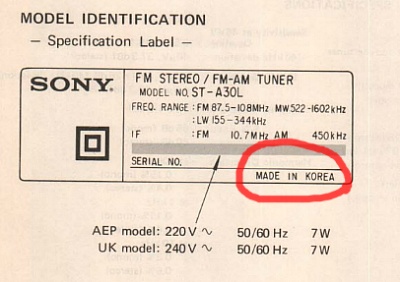 MODEL IDENTIFICATION
– Specification Label –
SONY.
FM STEREO / FM-AM TUNER
MODEL NO. ST-A30L
FREQ. RANGE : FM 87.5-108MHz MW 522-1602kHz
: LW 155-344kHz
IF : FM 10.7MHz AM 450kHz
SERIAL NO.
MADE IN KOREA
AEP model: 220V ∿ 50/60 Hz 7W
UK model: 240V ∿ 50/60 Hz 7W